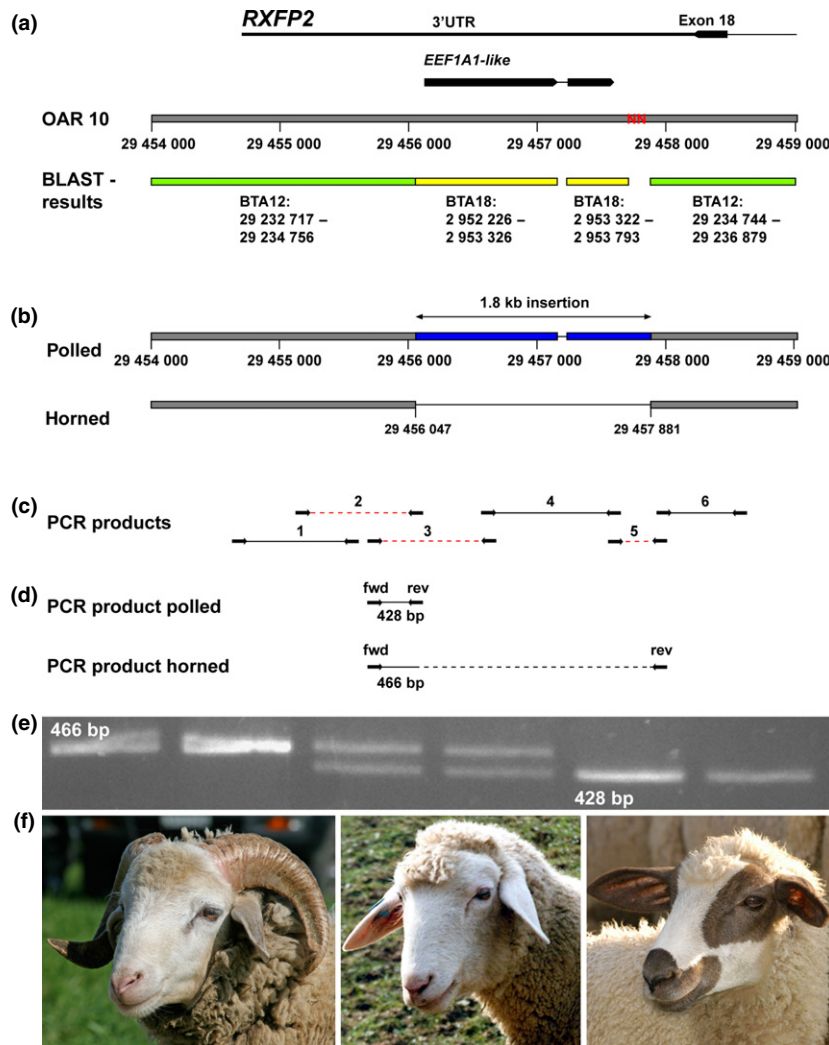 (a)
RXFP2
3'UTR
Exon 18
EEF1A1-like
OAR 10
NN
29 454 000
29 455 000
29 456 000
29 457 000
29 458 000
29 459 000
BLAST -
results
BTA12:
29 232 717 –
29 234 756
BTA18:
2 952 226 –
2 953 326
BTA18:
2 953 322 –
2 953 793
BTA12:
29 234 744 –
29 236 879
(b)
1.8 kb insertion
Polled
29 454 000
29 455 000
29 456 000
29 457 000
29 458 000
29 459 000
Horned
29 456 047
29 457 881
(c)
PCR products
2
4
6
1
3
5
(d)
PCR product polled
fwd
rev
428 bp
PCR product horned
fwd
rev
466 bp
(e)
466 bp
428 bp
(f)